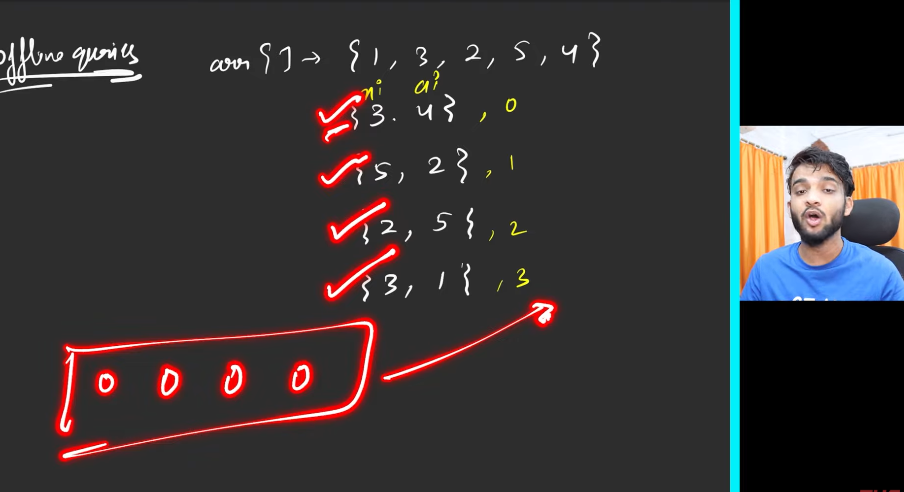 offline queries
arr[] → {1, 3, 2, 5, 4}
xi ai
{3. 4}, 0
{5, 2}, 1
{2, 5}, 2
{3, 1}, 3
0 0 0 0